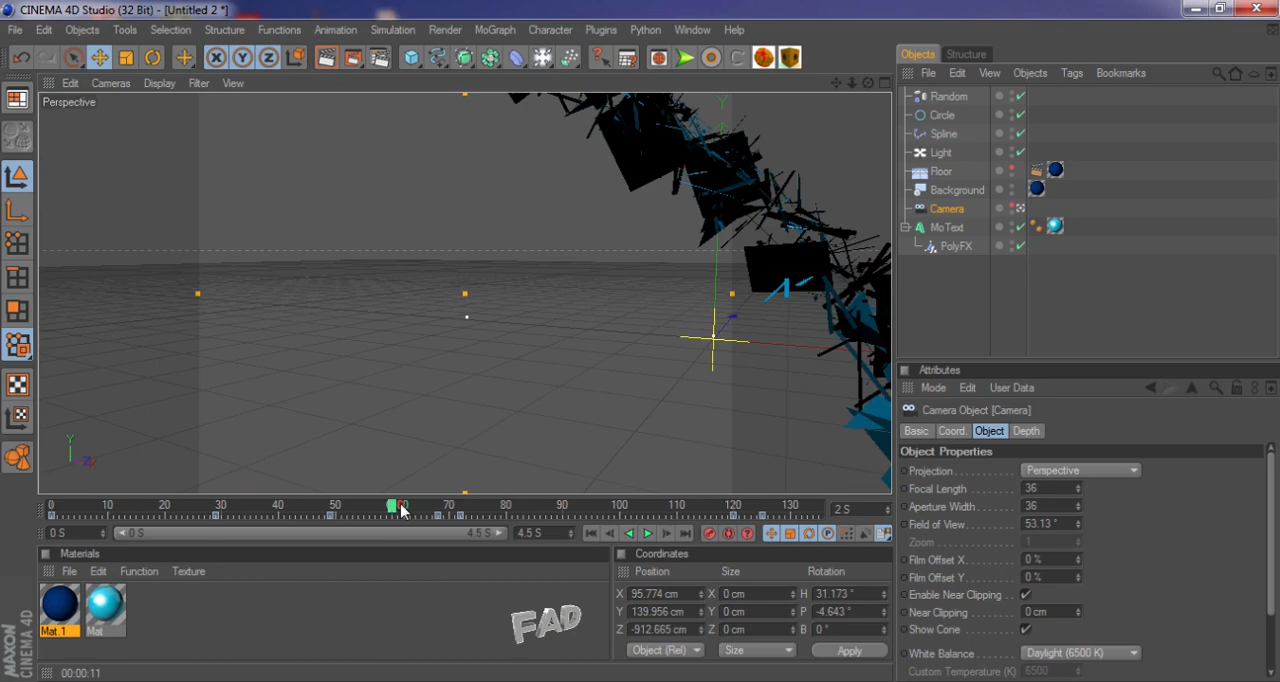 CINEMA 4D Studio (32 Bit) - [Untitled 2 *]
File Edit Objects Tools Selection Structure Functions Animation Simulation Render MoGraph Character Plugins Python Window Help
X Y Z
Objects Structure
File Edit View Objects Tags Bookmarks
Edit Cameras Display Filter View
Perspective
Y
Random
Circle
Spline
Light
Floor
Background
Camera
MoText
PolyFX
Y
Attributes
Mode Edit User Data
Camera Object [Camera]
Basic Coord. Object Depth
Object Properties
Projection Perspective
Focal Length 36
Aperture Width 36
Field of View 53.13 °
Zoom 1
Film Offset X 0 %
Film Offset Y 0 %
Enable Near Clipping
Near Clipping 0 cm
Show Cone
White Balance Daylight (6500 K)
Custom Temperature (K) 6500
0 10 20 30 40 50 60 70 80 90 100 110 120 130 2 S
0 S 0 S 4.5 S 4.5 S
Materials
File Edit Function Texture
Mat.1 Mat
FAD
Coordinates
Position Size Rotation
X 95.774 cm X 0 cm H 31.173 °
Y 139.956 cm Y 0 cm P -4.643 °
Z -912.665 cm Z 0 cm B 0 °
Object (Rel) Size Apply
MAXON
CINEMA 4D
00:00:11